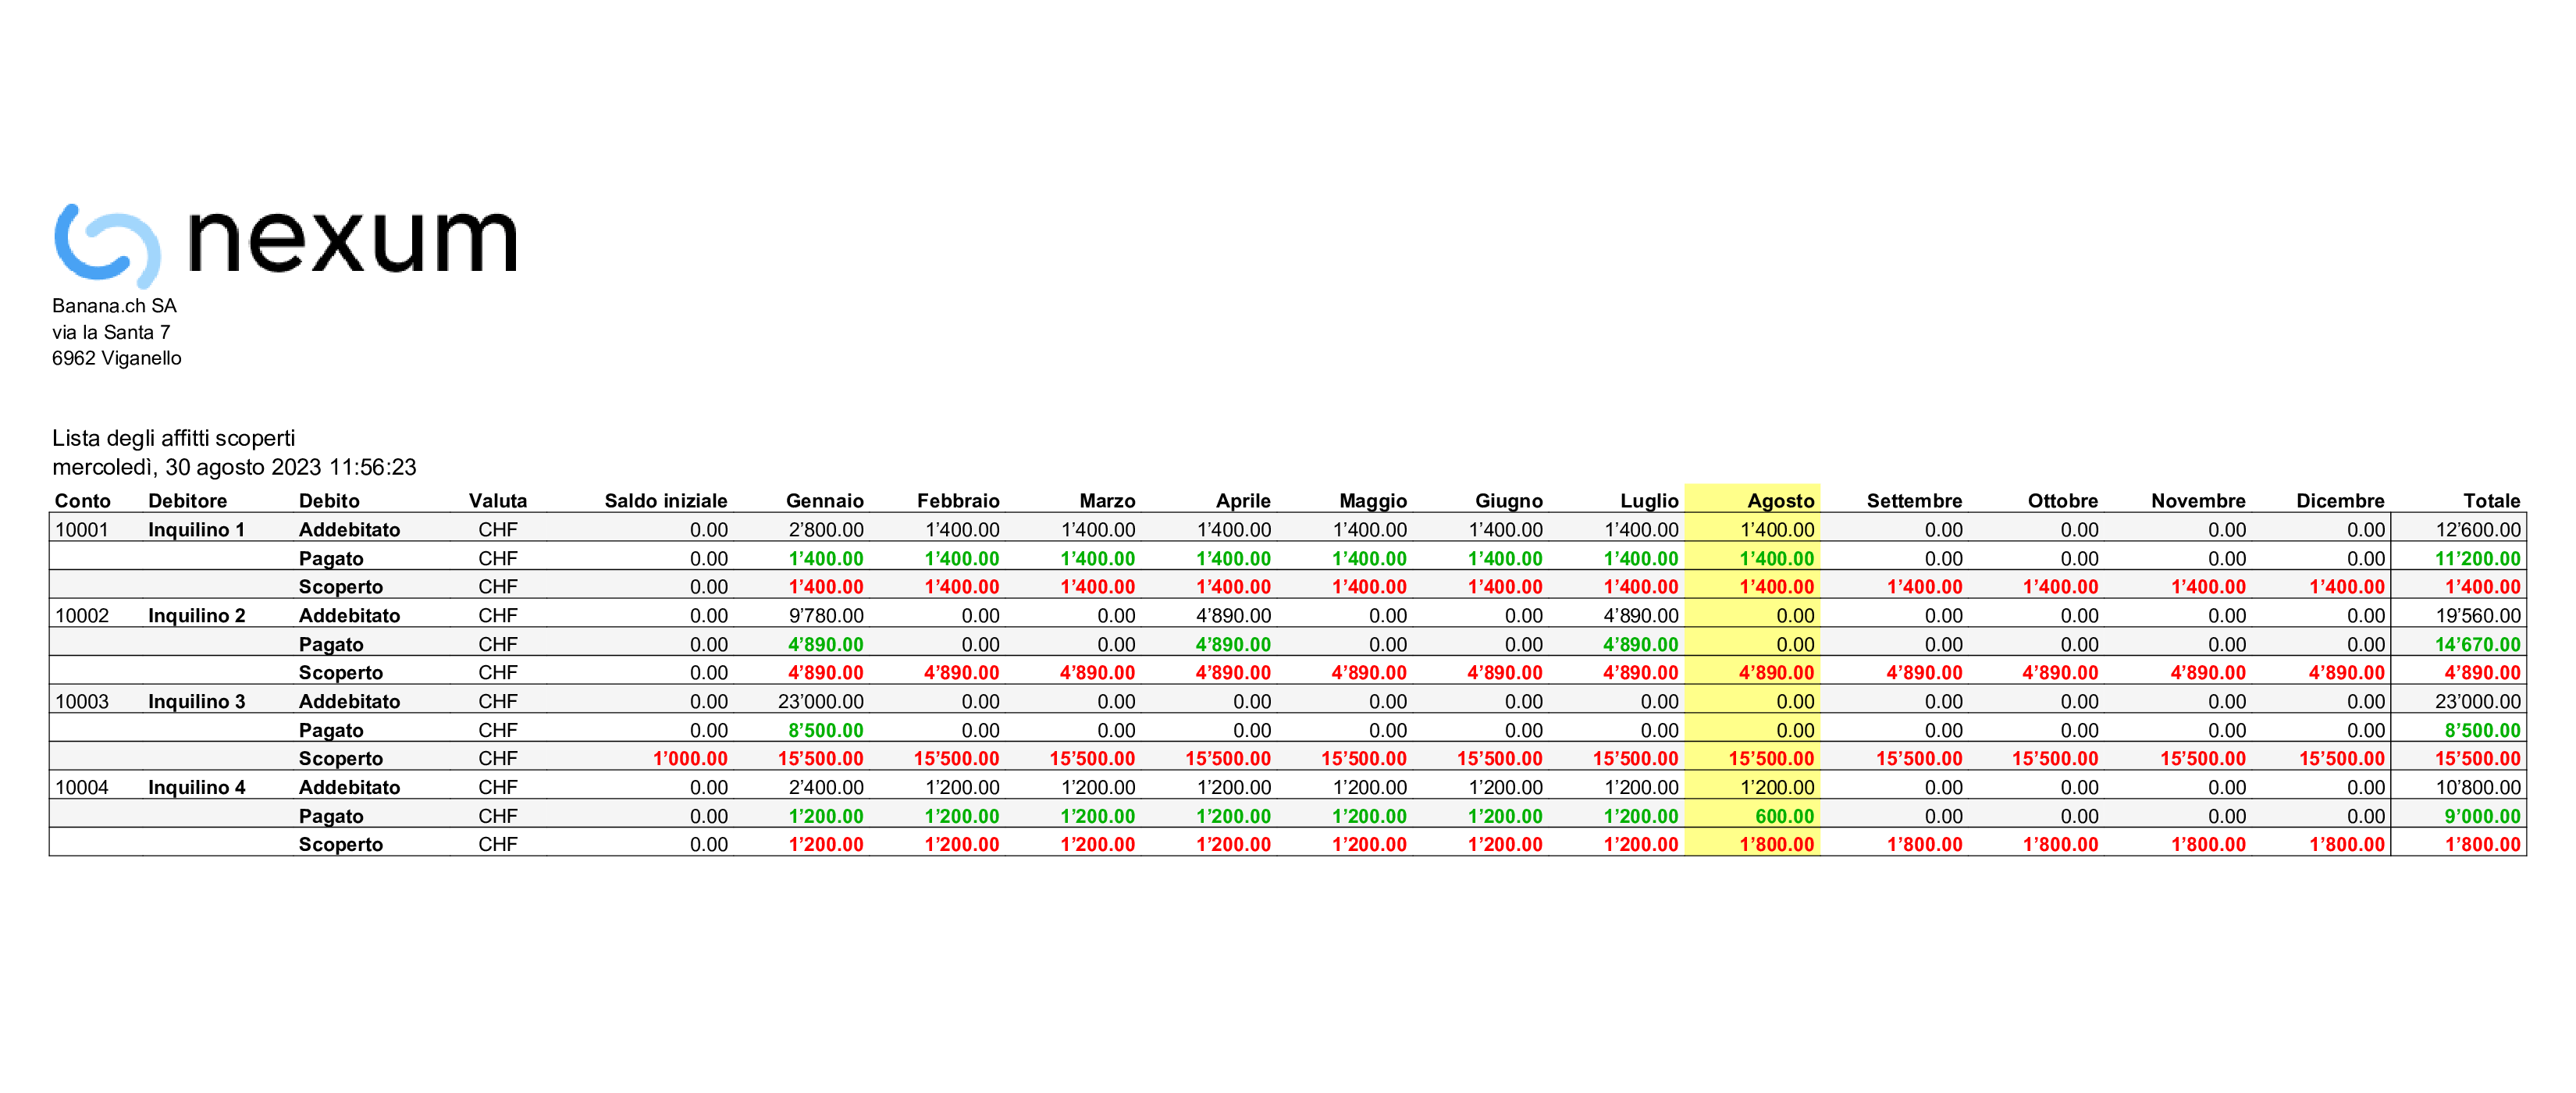 nexum
Banana.ch SA
via la Santa 7
6962 Viganello
Lista degli affitti scoperti
mercoledì, 30 agosto 2023 11:56:23
Conto Debitore Debito Valuta Saldo iniziale Gennaio Febbraio Marzo Aprile Maggio Giugno Luglio Agosto Settembre Ottobre Novembre Dicembre Totale
10001 Inquilino 1 Addebitato CHF 0.00 2’800.00 1’400.00 1’400.00 1’400.00 1’400.00 1’400.00 1’400.00 1’400.00 0.00 0.00 0.00 0.00 12’600.00
Pagato CHF 0.00 1’400.00 1’400.00 1’400.00 1’400.00 1’400.00 1’400.00 1’400.00 1’400.00 0.00 0.00 0.00 0.00 11’200.00
Scoperto CHF 0.00 1’400.00 1’400.00 1’400.00 1’400.00 1’400.00 1’400.00 1’400.00 1’400.00 1’400.00 1’400.00 1’400.00 1’400.00 1’400.00
10002 Inquilino 2 Addebitato CHF 0.00 9’780.00 0.00 0.00 4’890.00 0.00 0.00 4’890.00 0.00 0.00 0.00 0.00 0.00 19’560.00
Pagato CHF 0.00 4’890.00 0.00 0.00 4’890.00 0.00 0.00 4’890.00 0.00 0.00 0.00 0.00 0.00 14’670.00
Scoperto CHF 0.00 4’890.00 4’890.00 4’890.00 4’890.00 4’890.00 4’890.00 4’890.00 4’890.00 4’890.00 4’890.00 4’890.00 4’890.00 4’890.00
10003 Inquilino 3 Addebitato CHF 0.00 23’000.00 0.00 0.00 0.00 0.00 0.00 0.00 0.00 0.00 0.00 0.00 0.00 23’000.00
Pagato CHF 0.00 8’500.00 0.00 0.00 0.00 0.00 0.00 0.00 0.00 0.00 0.00 0.00 0.00 8’500.00
Scoperto CHF 1’000.00 15’500.00 15’500.00 15’500.00 15’500.00 15’500.00 15’500.00 15’500.00 15’500.00 15’500.00 15’500.00 15’500.00 15’500.00 15’500.00
10004 Inquilino 4 Addebitato CHF 0.00 2’400.00 1’200.00 1’200.00 1’200.00 1’200.00 1’200.00 1’200.00 1’200.00 0.00 0.00 0.00 0.00 10’800.00
Pagato CHF 0.00 1’200.00 1’200.00 1’200.00 1’200.00 1’200.00 1’200.00 1’200.00 600.00 0.00 0.00 0.00 0.00 9’000.00
Scoperto CHF 0.00 1’200.00 1’200.00 1’200.00 1’200.00 1’200.00 1’200.00 1’200.00 1’800.00 1’800.00 1’800.00 1’800.00 1’800.00 1’800.00